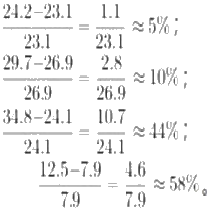 (24.2-23.1)/23.1 = 1.1/23.1 ≈ 5%；
(29.7-26.9)/26.9 = 2.8/26.9 ≈ 10%；
(34.8-24.1)/24.1 = 10.7/24.1 ≈ 44%；
(12.5-7.9)/7.9 = 4.6/7.9 ≈ 58%。